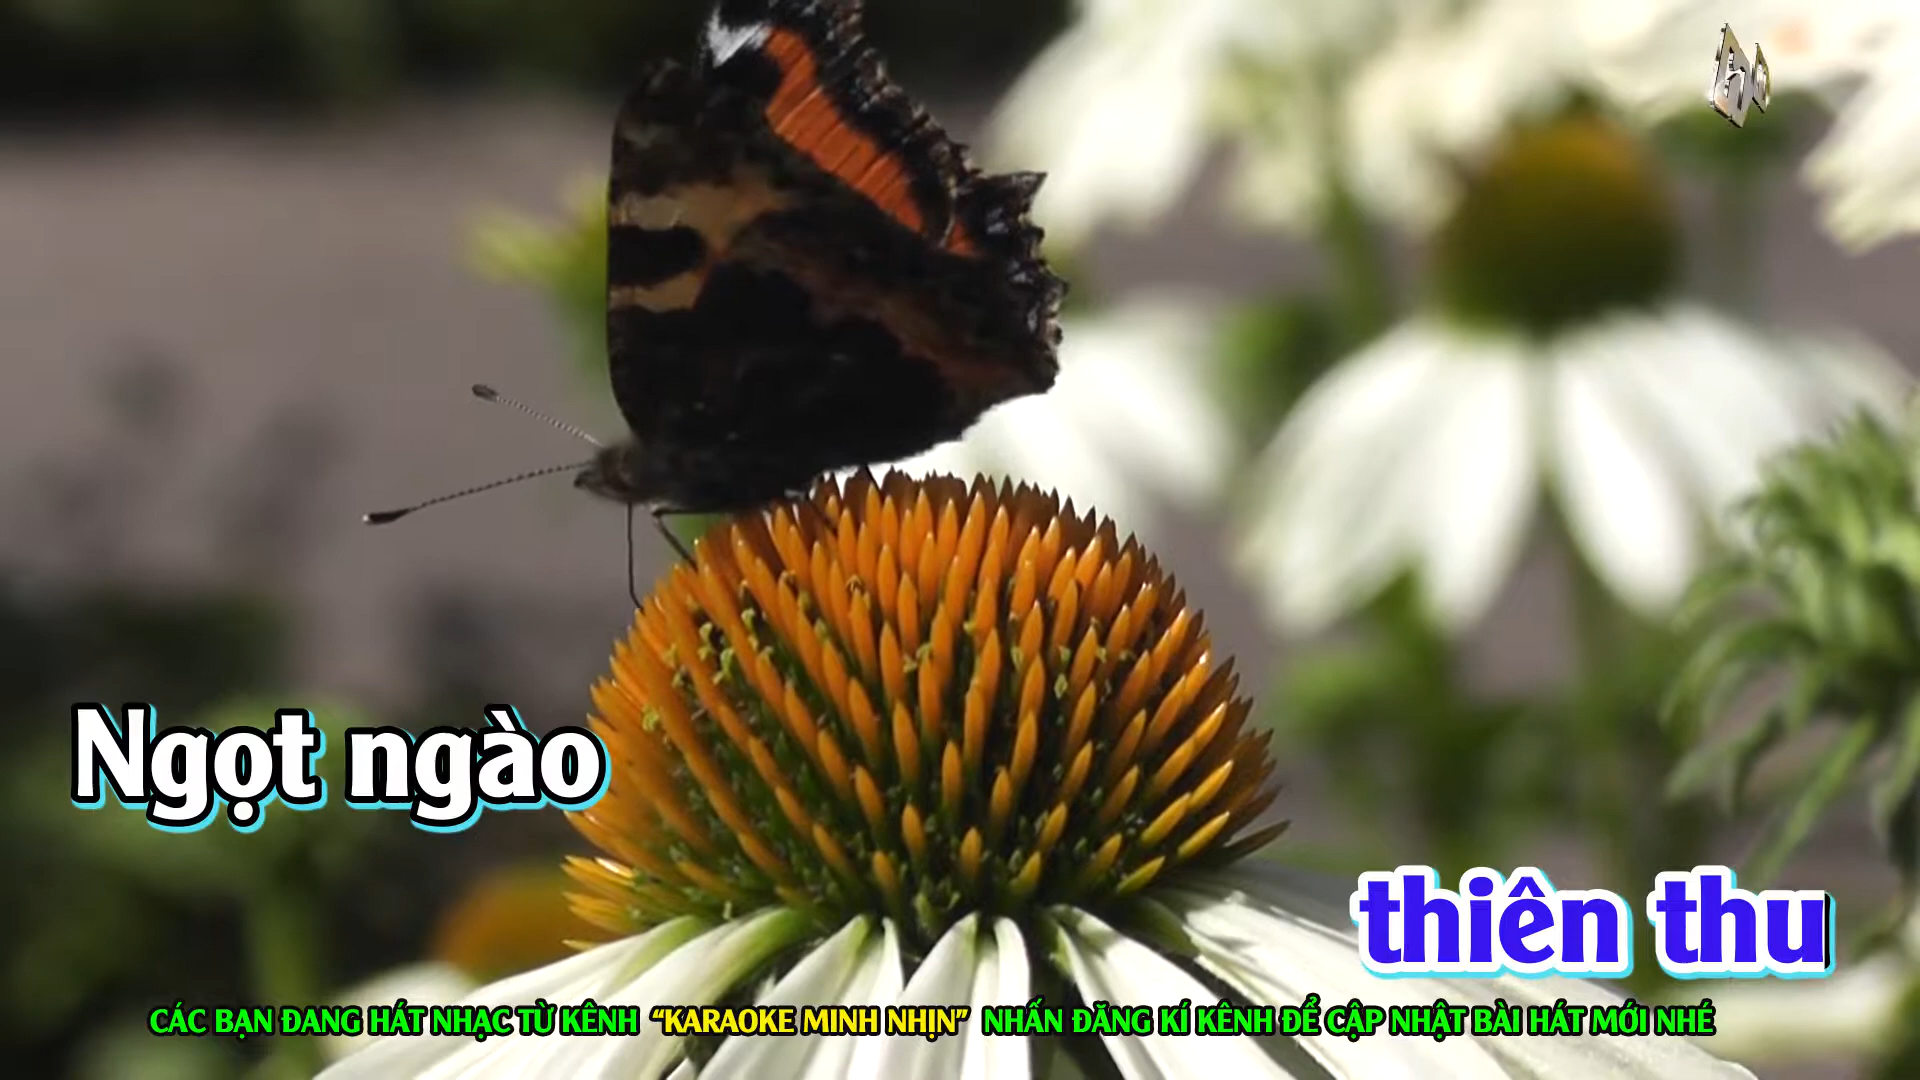 Ngọt ngào
thiên thu
CÁC BẠN ĐANG HÁT NHẠC TỪ KÊNH “KARAOKE MINH NHỊN” NHẤN ĐĂNG KÍ KÊNH ĐỂ CẬP NHẬT BÀI HÁT MỚI NHÉ